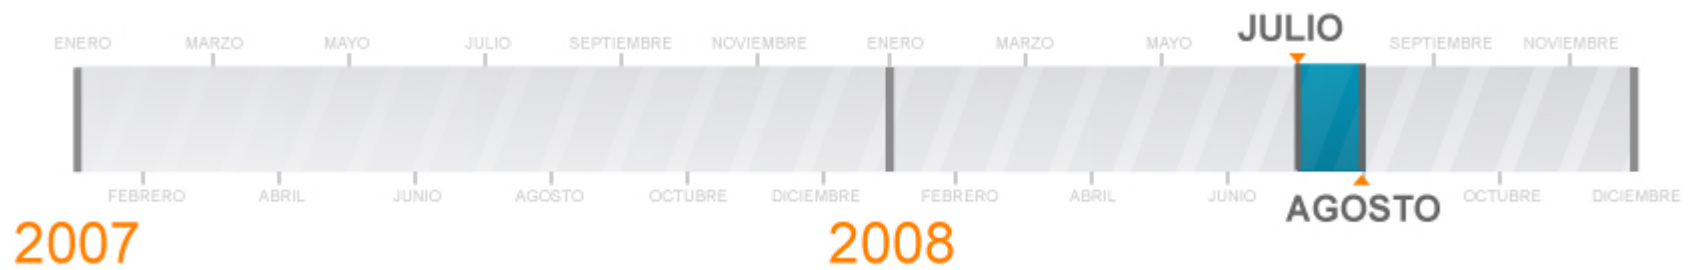 JULIO
ENERO MARZO MAYO JULIO SEPTIEMBRE NOVIEMBRE ENERO MARZO MAYO SEPTIEMBRE NOVIEMBRE
FEBRERO ABRIL JUNIO AGOSTO OCTUBRE DICIEMBRE FEBRERO ABRIL JUNIO OCTUBRE DICIEMBRE
AGOSTO
2007 2008